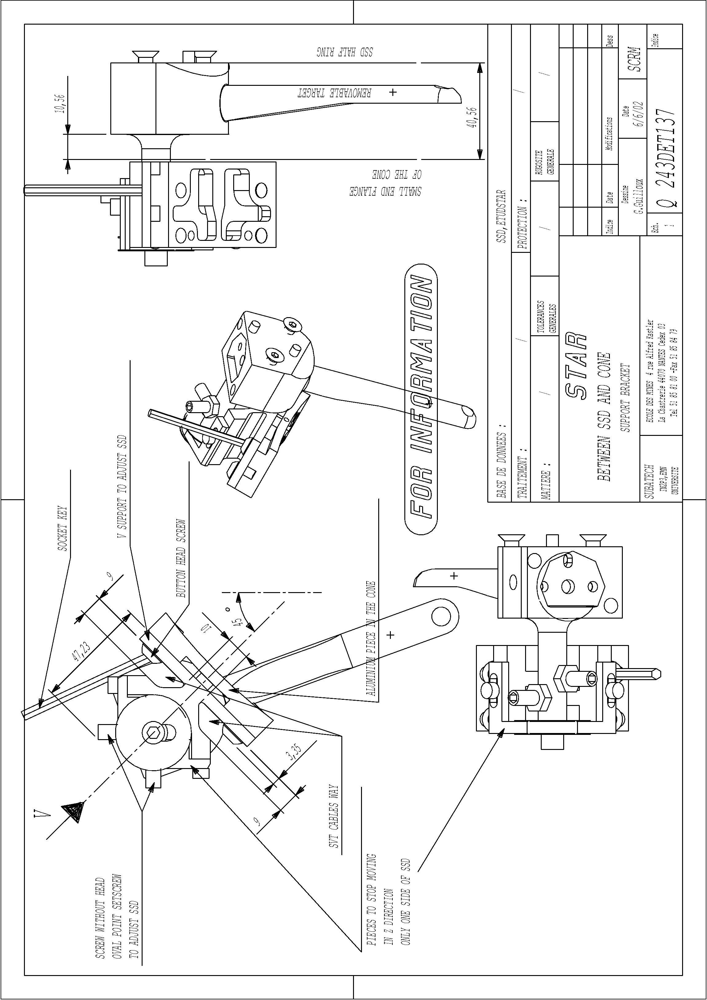 SCREW WITHOUT HEAD
OVAL POINT SETSCREW
TO ADJUST SSD
V
SOCKET KEY
V SUPPORT TO ADJUST SSD
BUTTON HEAD SCREW
47,23
9
10
45°
3,35
9
ALUMINIUM PIECE IN THE CONE
SVT CABLES WAY
PIECES TO STOP MOVING
IN Z DIRECTION
ONLY ONE SIDE OF SSD
10,56
40,56
SSD HALF RING
REMOVABLE TARGET
SMALL END FLANGE
OF THE CONE
FOR INFORMATION
BASE DE DONNEES : SSD,ETUDSTAR
TRAITEMENT : / PROTECTION : /
MATIERE : / TOLERANCES GENERALES / RUGOSITE GENERALE /
STAR
BETWEEN SSD AND CONE
SUPPORT BRACKET
Indice Date Modifications Dess
Dessine Date
G.Guilloux 6/6/02 SCRM
SUBATECH
IN2P3,EMN
UNIVERSITE
ECOLE DES MINES 4 rue Alfred Kastler
La Chantrerie 44070 NANTES Cedex 03
Tel 51 85 81 00 -Fax 51 85 84 79
Ech.
1
1
Q 243DET137
Indice